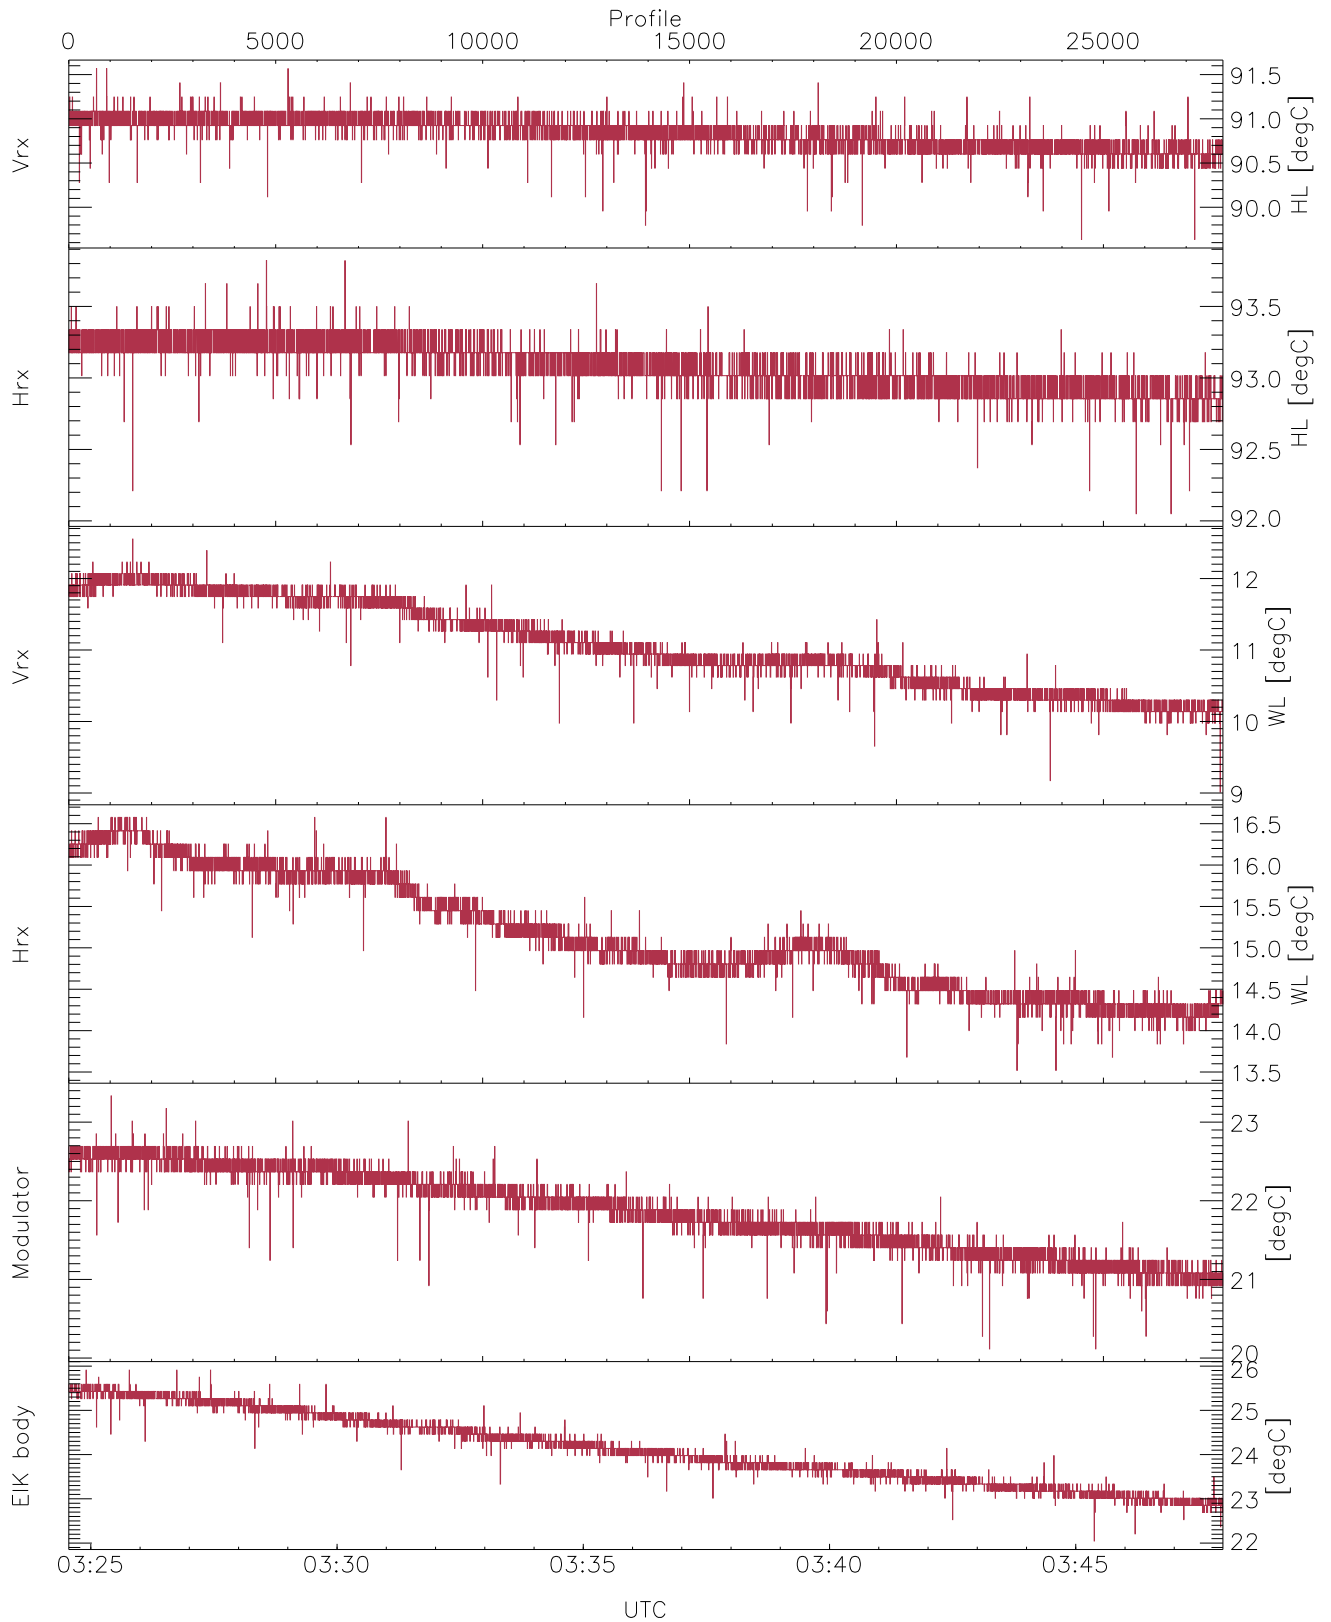 Profile
0 5000 10000 15000 20000 25000
Vrx
91.5
91.0
90.5
90.0
HL [degC]
Hrx
93.5
93.0
92.5
92.0
HL [degC]
Vrx
12
11
10
9
WL [degC]
Hrx
16.5
16.0
15.5
15.0
14.5
14.0
13.5
WL [degC]
Modulator
23
22
21
20
[degC]
EIK body
26
25
24
23
22
[degC]
03:25 03:30 03:35 03:40 03:45
UTC